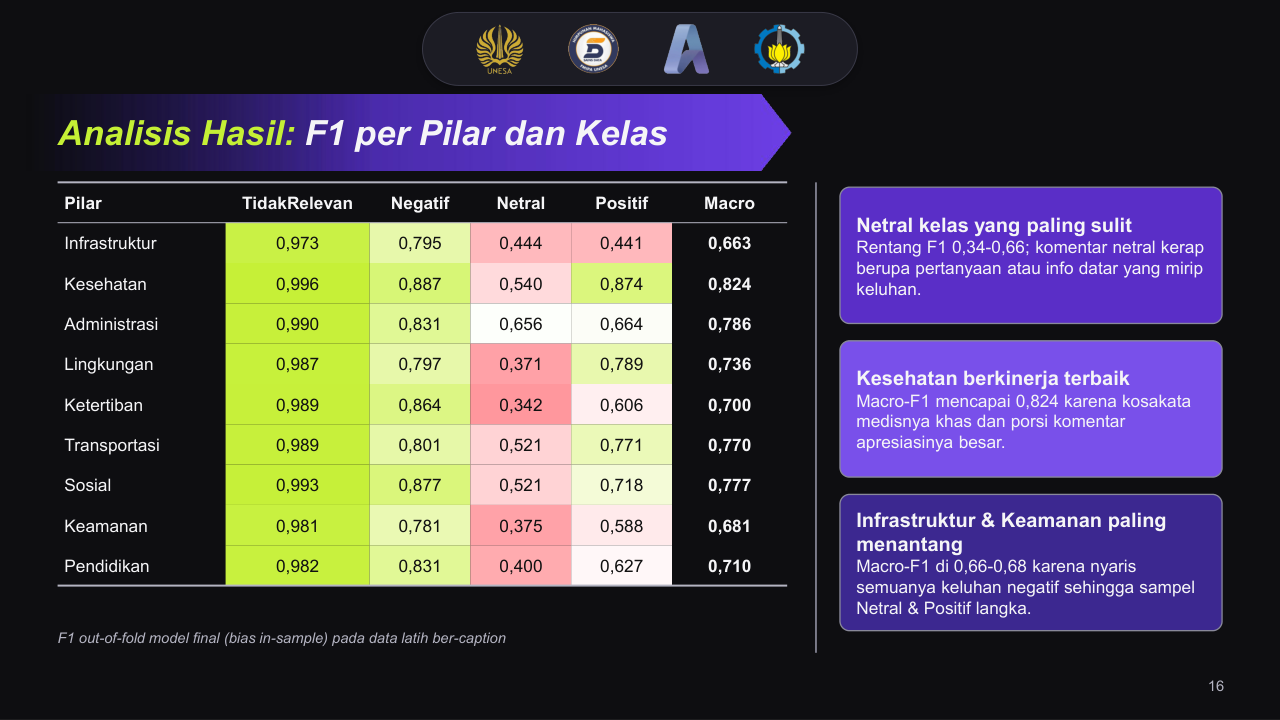 UNESA
Analisis Hasil: F1 per Pilar dan Kelas
Pilar TidakRelevan Negatif Netral Positif Macro
Infrastruktur 0,973 0,795 0,444 0,441 0,663
Kesehatan 0,996 0,887 0,540 0,874 0,824
Administrasi 0,990 0,831 0,656 0,664 0,786
Lingkungan 0,987 0,797 0,371 0,789 0,736
Ketertiban 0,989 0,864 0,342 0,606 0,700
Transportasi 0,989 0,801 0,521 0,771 0,770
Sosial 0,993 0,877 0,521 0,718 0,777
Keamanan 0,981 0,781 0,375 0,588 0,681
Pendidikan 0,982 0,831 0,400 0,627 0,710
F1 out-of-fold model final (bias in-sample) pada data latih ber-caption
Netral kelas yang paling sulit
Rentang F1 0,34-0,66; komentar netral kerap
berupa pertanyaan atau info datar yang mirip
keluhan.
Kesehatan berkinerja terbaik
Macro-F1 mencapai 0,824 karena kosakata
medisnya khas dan porsi komentar
apresiasinya besar.
Infrastruktur & Keamanan paling
menantang
Macro-F1 di 0,66-0,68 karena nyaris
semuanya keluhan negatif sehingga sampel
Netral & Positif langka.
16